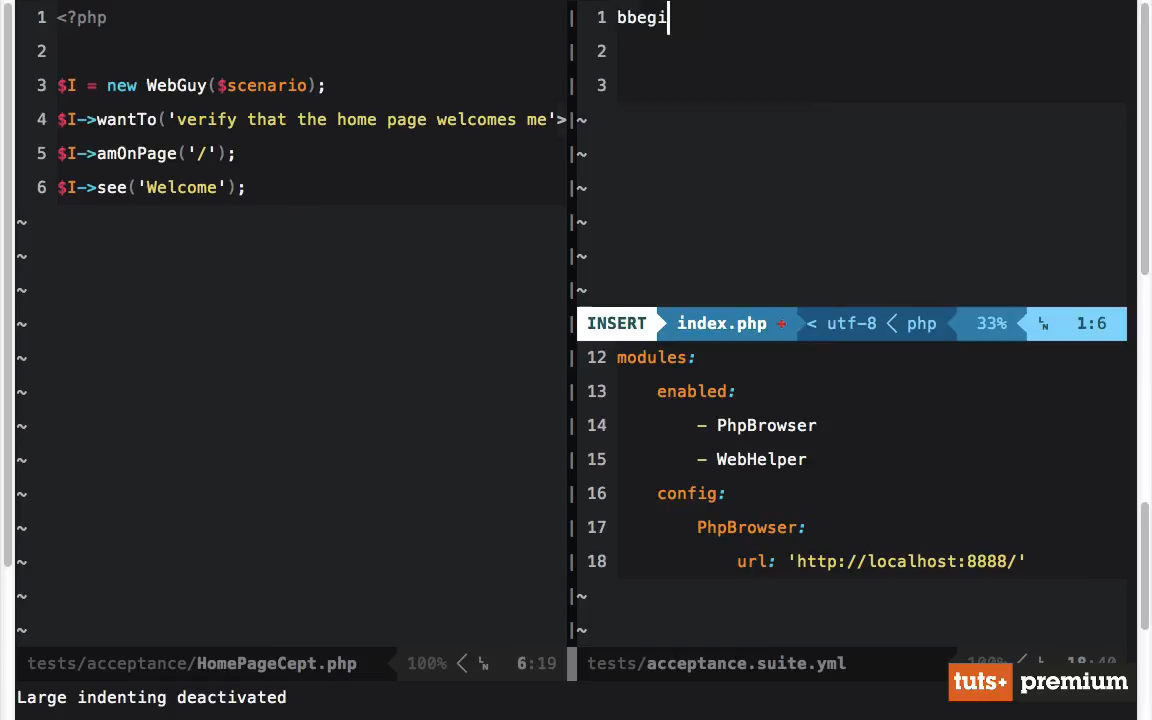 1 <?php
2
3 $I = new WebGuy($scenario);
4 $I->wantTo('verify that the home page welcomes me'>
5 $I->amOnPage('/');
6 $I->see('Welcome');
~
~
~
~
~
~
~
~
~
~
~
~
~
tests/acceptance/HomePageCept.php 100% < LN 6:19
1 bbegi
2
3
~
~
~
~
~
~
INSERT index.php + < utf-8 < php 33% LN 1:6
12 modules:
13 enabled:
14 - PhpBrowser
15 - WebHelper
16 config:
17 PhpBrowser:
18 url: 'http://localhost:8888/'
~
~
tests/acceptance.suite.yml
tuts+ premium
Large indenting deactivated